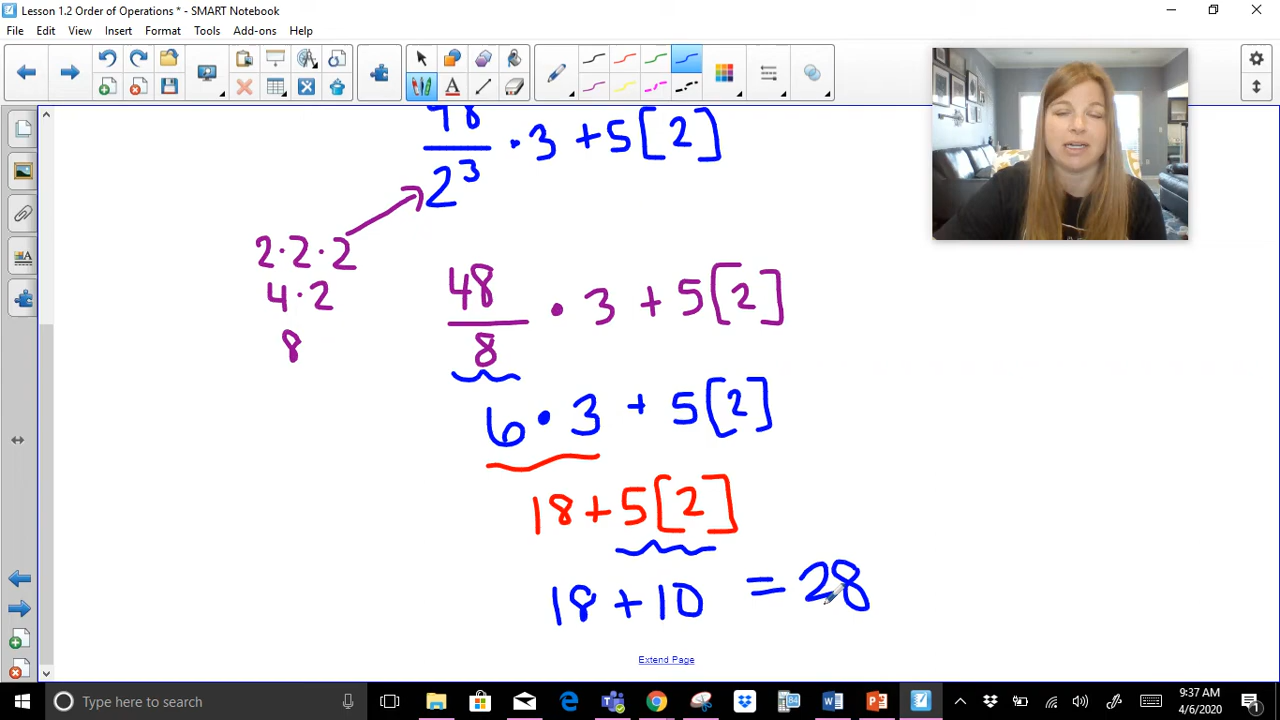 Lesson 1.2 Order of Operations * - SMART Notebook
File Edit View Insert Format Tools Add-ons Help
48
— · 3 + 5[2]
2³
2·2·2
4·2
8
48
— · 3 + 5[2]
8
6 · 3 + 5[2]
18 + 5[2]
18 + 10 = 28
Extend Page
Type here to search
9:37 AM
4/6/2020